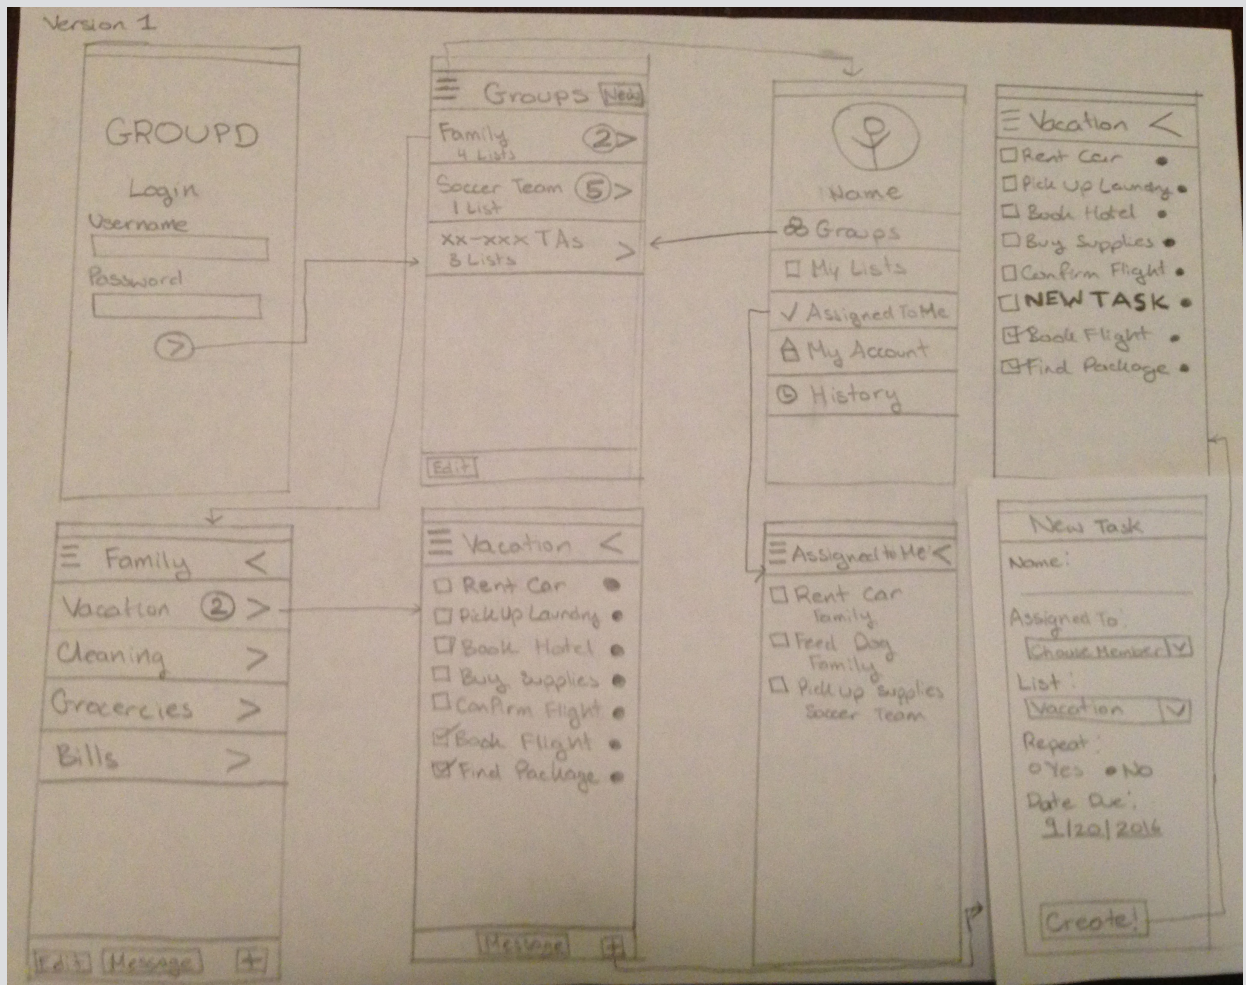 Version 1
GROUPD
Login
Username
Password
>
Groups New
Family 2 >
4 Lists
Soccer Team 5 >
1 List
xx-xxx TAs >
3 Lists
Edit
Name
Groups
My Lists
Assigned To Me
My Account
History
Vacation <
Rent Car
Pick Up Laundry
Book Hotel
Buy Supplies
Confirm Flight
NEW TASK
Book Flight
Find Package
Family <
Vacation 2 >
Cleaning >
Grocercies >
Bills >
Edit Message +
Vacation <
Rent Car
Pick Up Laundry
Book Hotel
Buy Supplies
Confirm Flight
Book Flight
Find Package
Message +
Assigned to Me <
Rent Car
Family
Feed Dog
Family
Pick up supplies
Soccer Team
New Task
Name:
Assigned To:
Choose Member
List:
Vacation
Repeat:
Yes No
Date Due:
9/20/2016
Create!